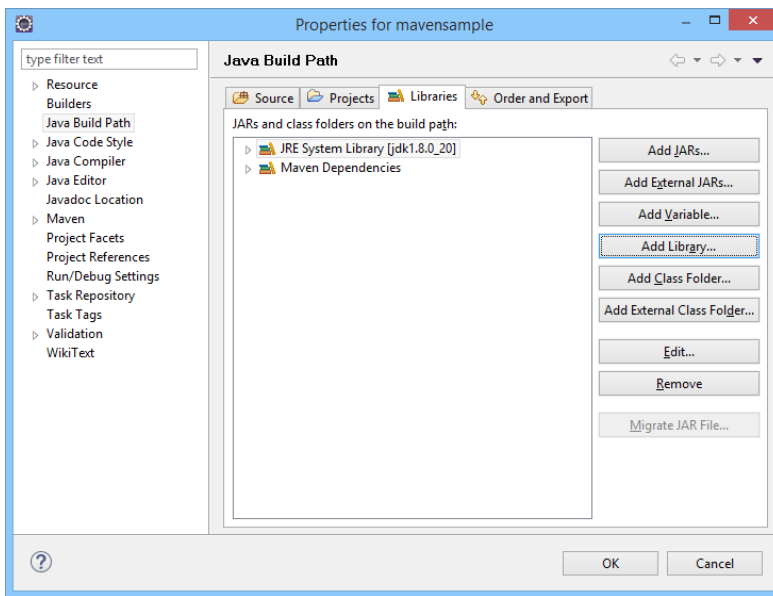 Properties for mavensample
type filter text
Resource
Builders
Java Build Path
Java Code Style
Java Compiler
Java Editor
Javadoc Location
Maven
Project Facets
Project References
Run/Debug Settings
Task Repository
Task Tags
Validation
WikiText
Java Build Path
Source
Projects
Libraries
Order and Export
JARs and class folders on the build path:
JRE System Library [jdk1.8.0_20]
Maven Dependencies
Add JARs...
Add External JARs...
Add Variable...
Add Library...
Add Class Folder...
Add External Class Folder...
Edit...
Remove
Migrate JAR File...
?
OK
Cancel